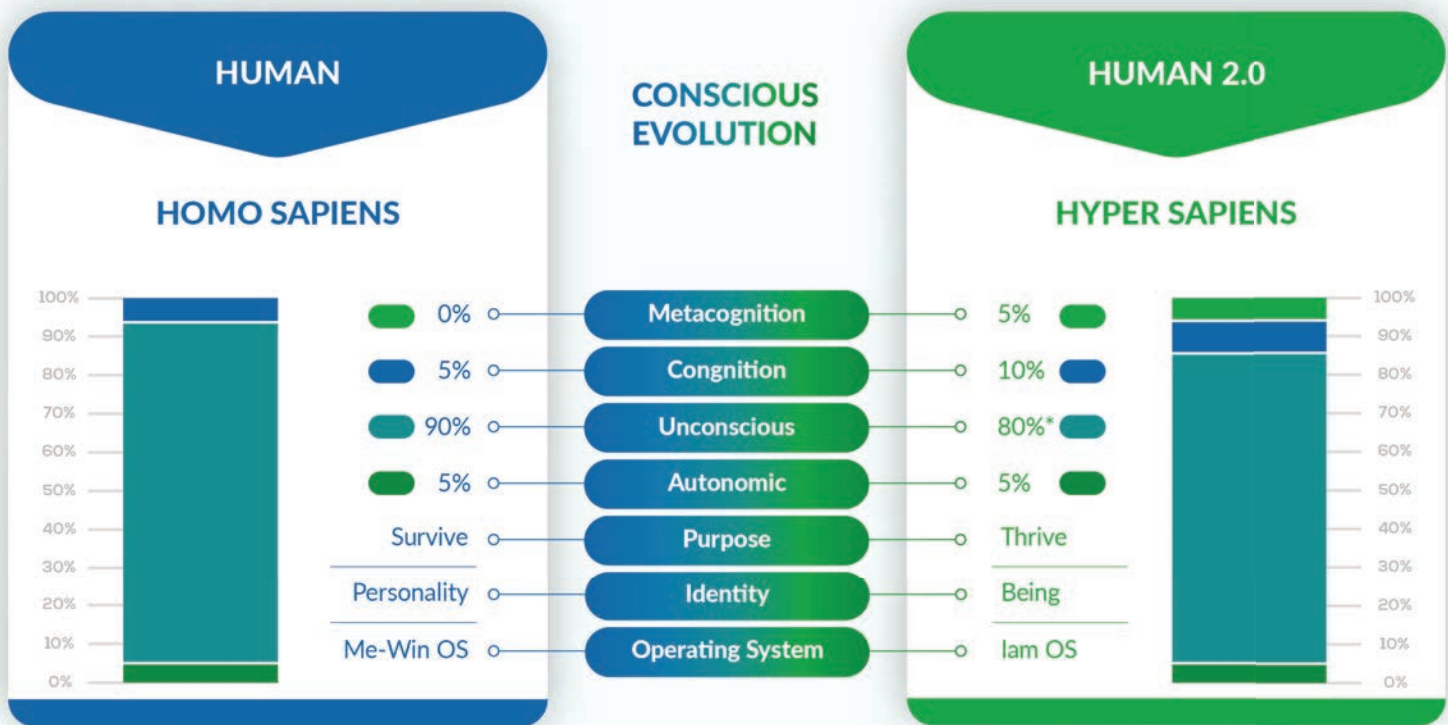 HUMAN
HOMO SAPIENS
100%
90%
80%
70%
60%
50%
40%
30%
20%
10%
0%
0%
5%
90%
5%
Survive
Personality
Me-Win OS
CONSCIOUS
EVOLUTION
Metacognition
Congnition
Unconscious
Autonomic
Purpose
Identity
Operating System
HUMAN 2.0
HYPER SAPIENS
5%
10%
80%*
5%
Thrive
Being
Iam OS
100%
90%
80%
70%
60%
50%
40%
30%
20%
10%
0%